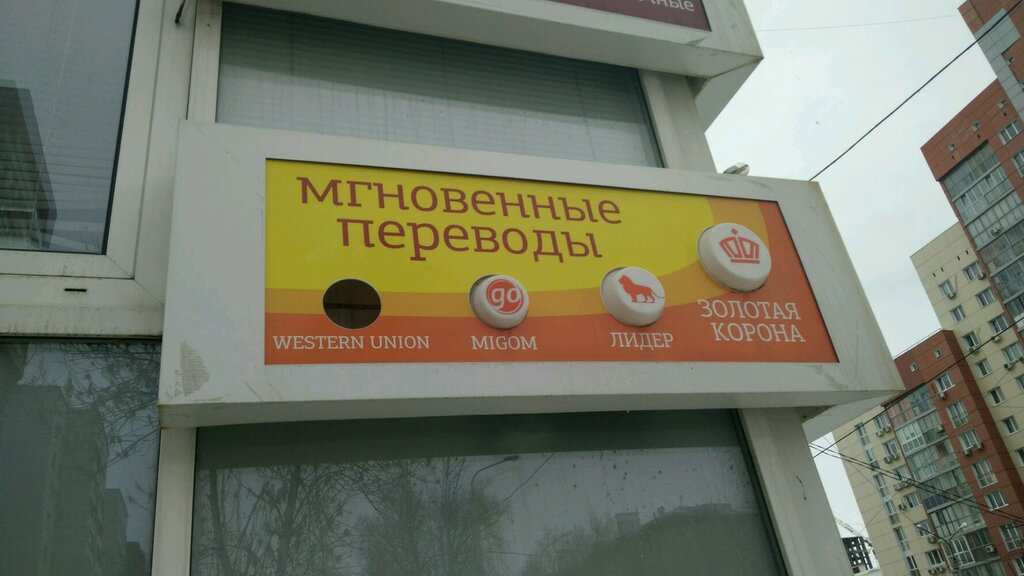 мгновенные
переводы
go
WESTERN UNION
MIGOM
ЛИДЕР
ЗОЛОТАЯ
КОРОНА